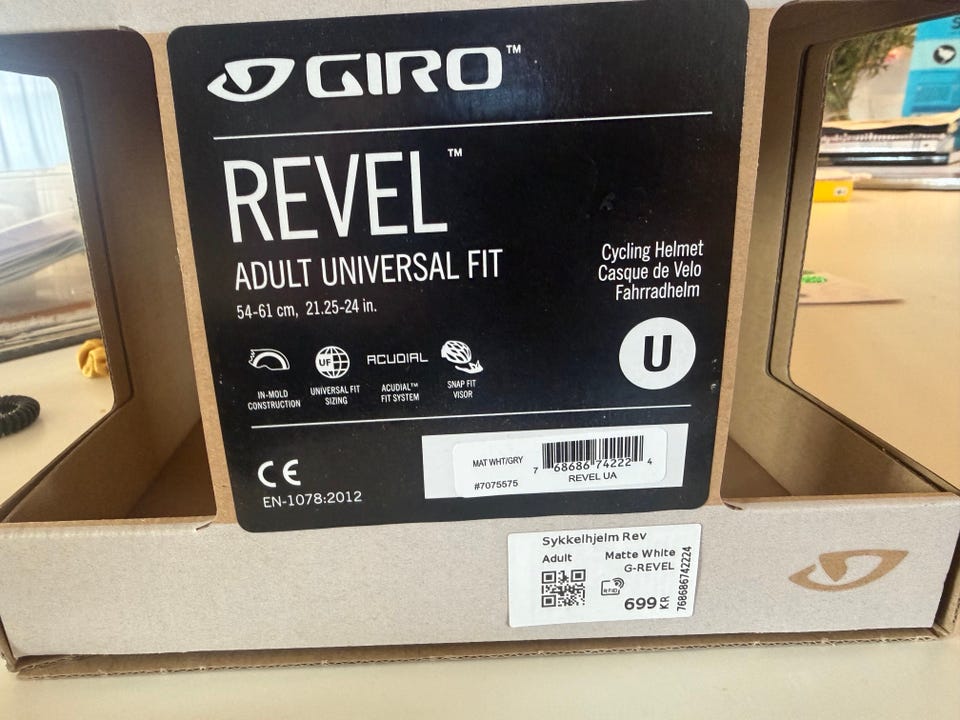 GIRO™
REVEL™
ADULT UNIVERSAL FIT
54-61 cm, 21.25-24 in.
Cycling Helmet
Casque de Velo
Fahrradhelm
U
UF
ACUDIAL
IN-MOLD
CONSTRUCTION
UNIVERSAL FIT
SIZING
ACUDIAL™
FIT SYSTEM
SNAP FIT
VISOR
CE
EN-1078:2012
MAT WHT/GRY
#7075575
7 68686 74222 4
REVEL UA
Sykkelhjelm Rev
Adult Matte White
G-REVEL
RFID
699 KR
768686742224